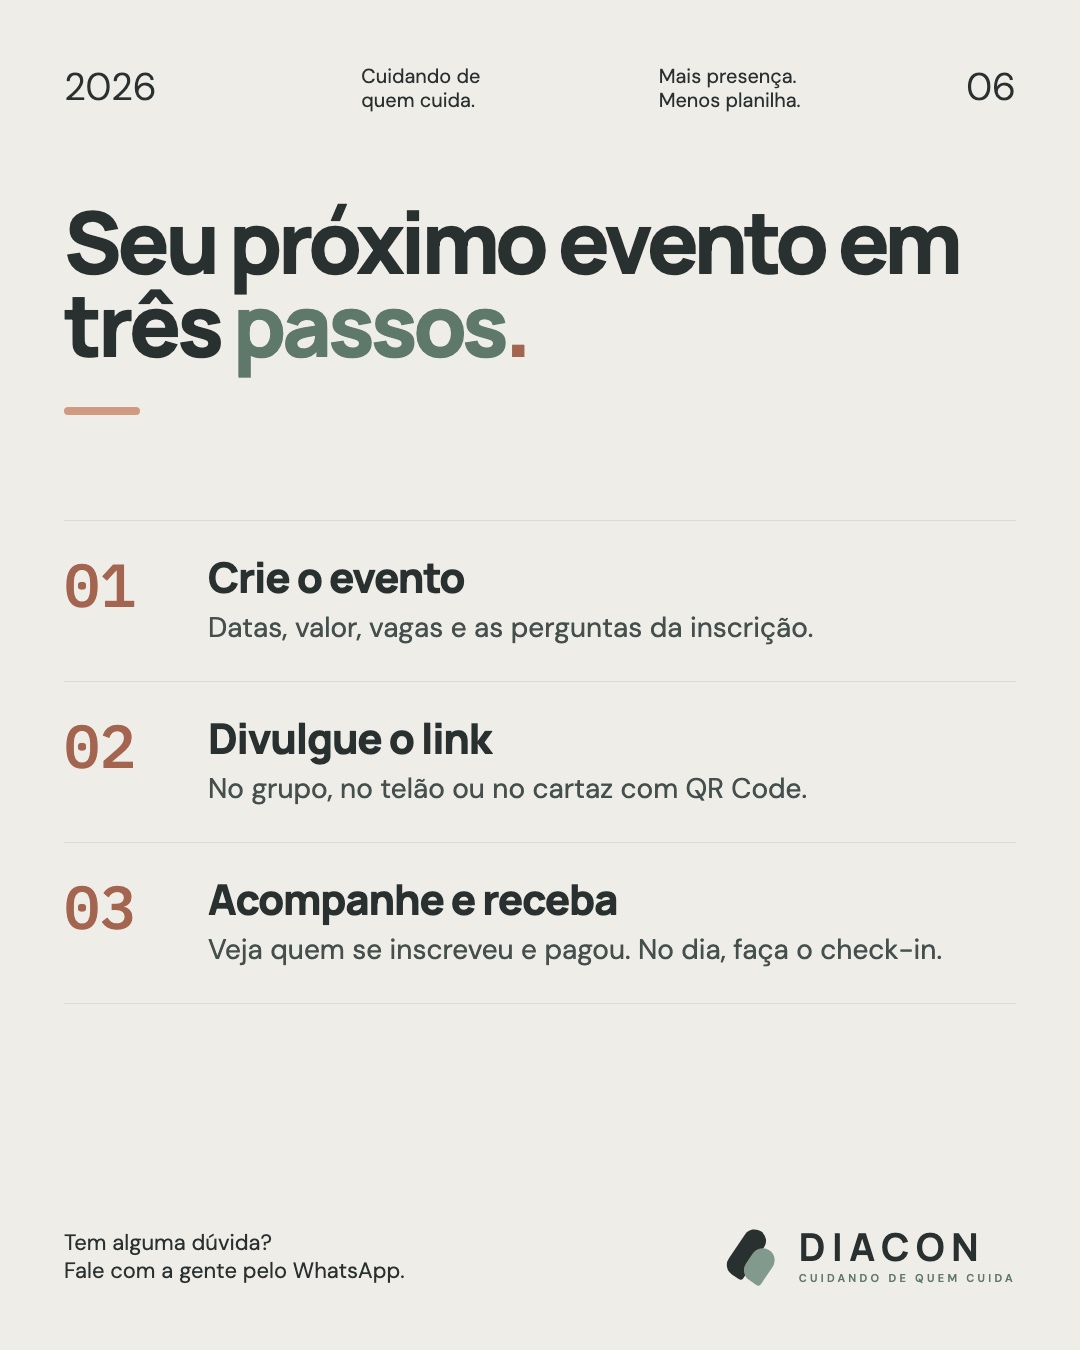 2026
Cuidando de
quem cuida.
Mais presença.
Menos planilha.
06
Seu próximo evento em
três passos.
01
Crie o evento
Datas, valor, vagas e as perguntas da inscrição.
02
Divulgue o link
No grupo, no telão ou no cartaz com QR Code.
03
Acompanhe e receba
Veja quem se inscreveu e pagou. No dia, faça o check-in.
Tem alguma dúvida?
Fale com a gente pelo WhatsApp.
DIACON
CUIDANDO DE QUEM CUIDA